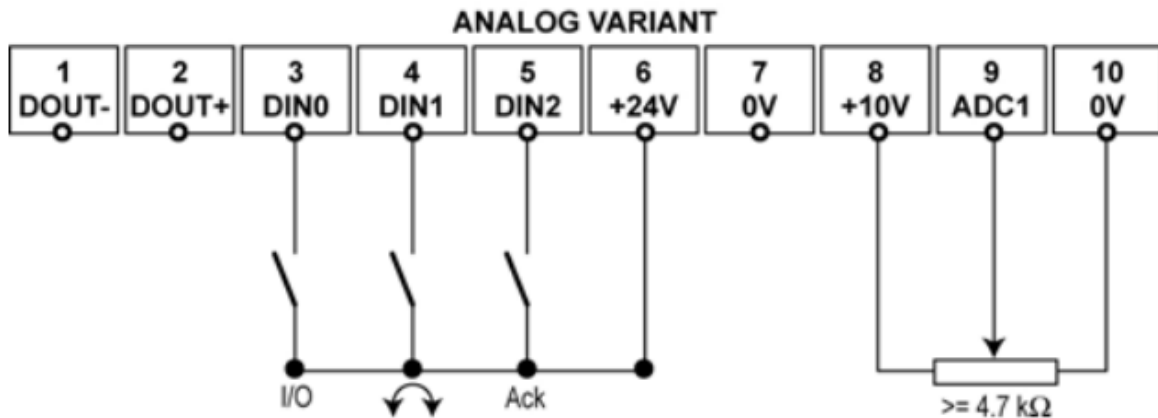 ANALOG VARIANT
1 2 3 4 5 6 7 8 9 10
DOUT- DOUT+ DIN0 DIN1 DIN2 +24V 0V +10V ADC1 0V
I/O Ack >= 4.7 kΩ